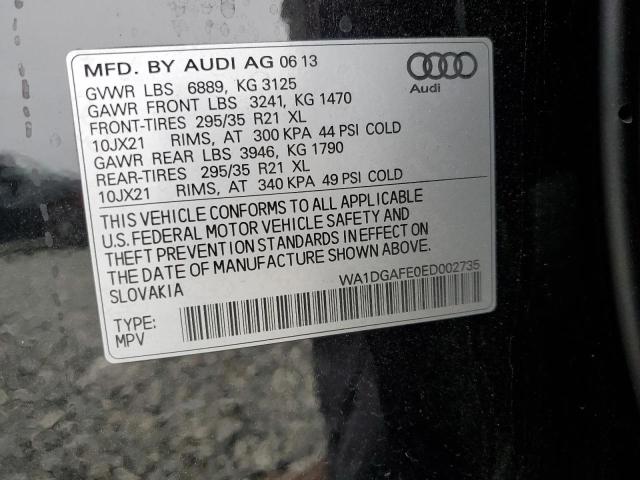 MFD. BY AUDI AG 06 13
GVWR LBS 6889, KG 3125
GAWR FRONT LBS 3241, KG 1470
FRONT-TIRES 295/35 R21 XL
10JX21 RIMS, AT 300 KPA 44 PSI COLD
GAWR REAR LBS 3946, KG 1790
REAR-TIRES 295/35 R21 XL
10JX21 RIMS, AT 340 KPA 49 PSI COLD
Audi
THIS VEHICLE CONFORMS TO ALL APPLICABLE
U.S. FEDERAL MOTOR VEHICLE SAFETY AND
THEFT PREVENTION STANDARDS IN EFFECT ON
THE DATE OF MANUFACTURE SHOWN ABOVE.
SLOVAKIA
WA1DGAFE0ED002735
TYPE:
MPV